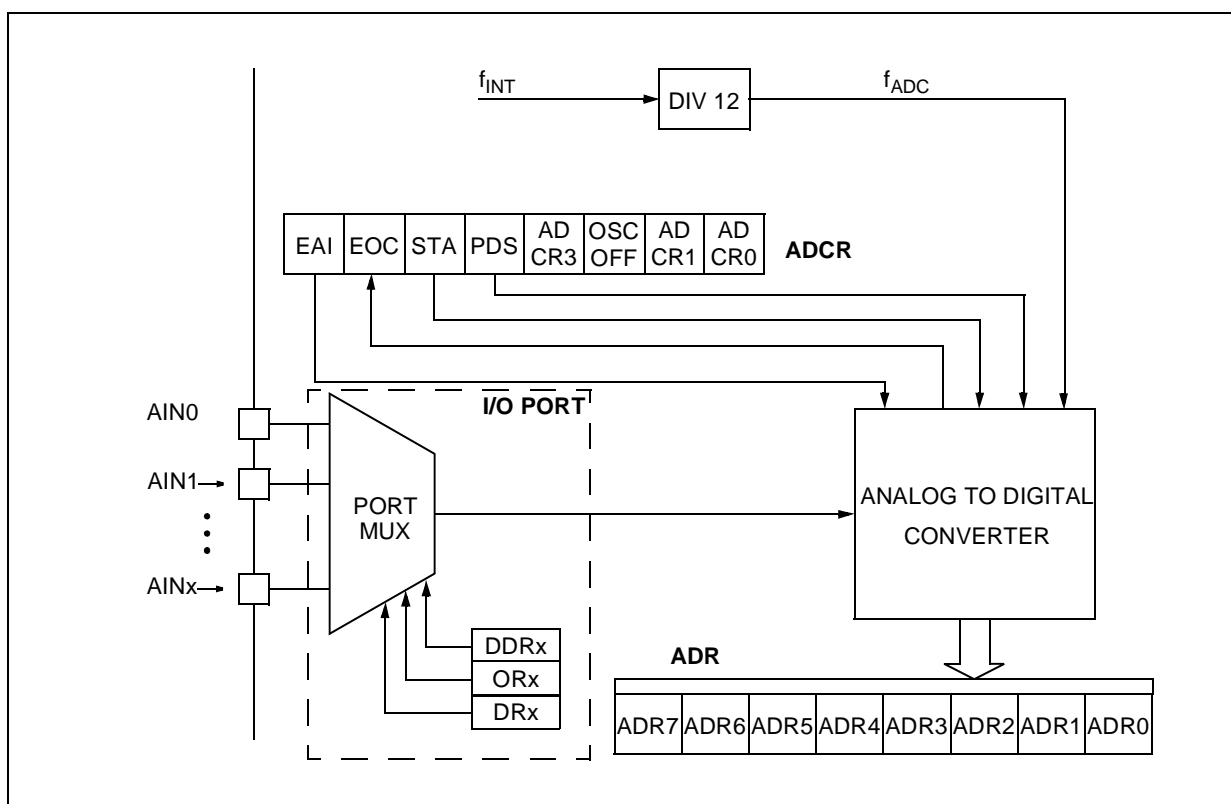 fINT
DIV 12
fADC
EAI
EOC
STA
PDS
AD
CR3
OSC
OFF
AD
CR1
AD
CR0
ADCR
I/O PORT
AIN0
AIN1
AINx
PORT
MUX
ANALOG TO DIGITAL
CONVERTER
DDRx
ORx
DRx
ADR
ADR7
ADR6
ADR5
ADR4
ADR3
ADR2
ADR1
ADR0